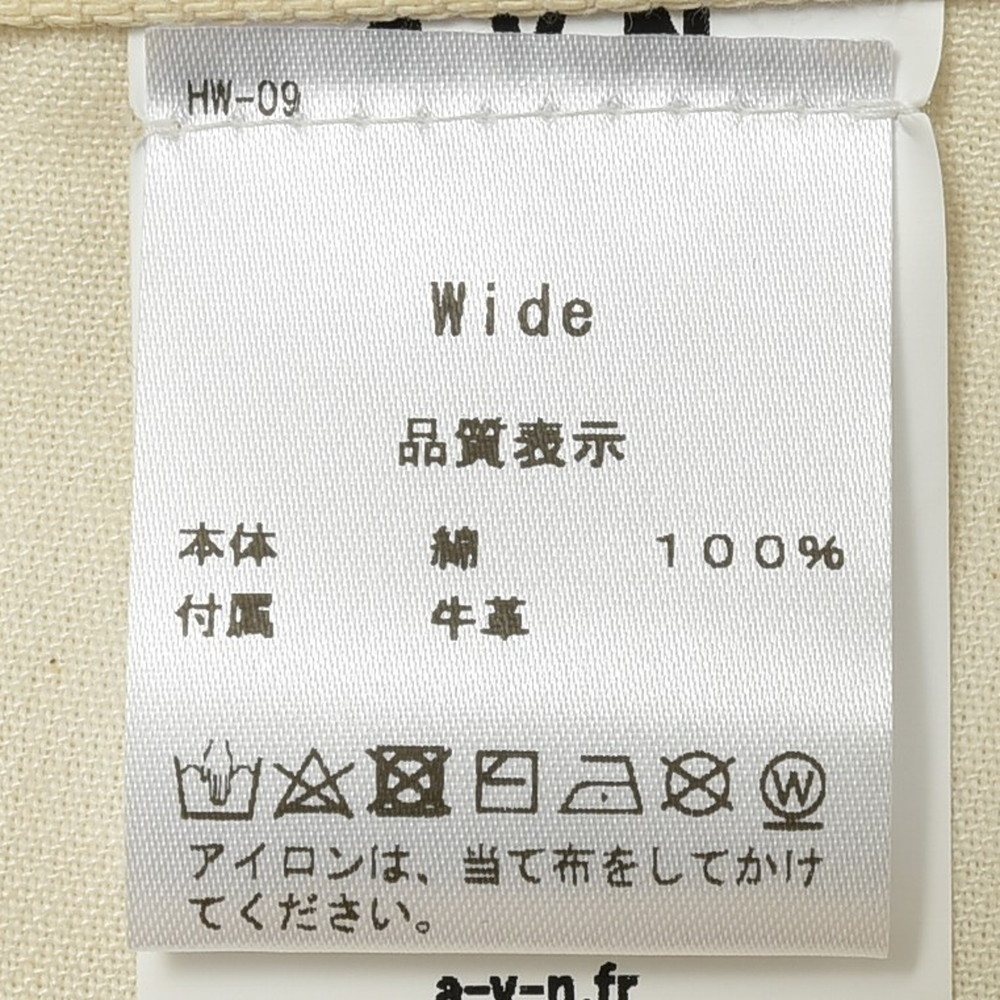 HW-09
Wide
品質表示
本体 綿 100%
付属 牛革
W
アイロンは、当て布をしてかけ
てください。
a-v-n.fr